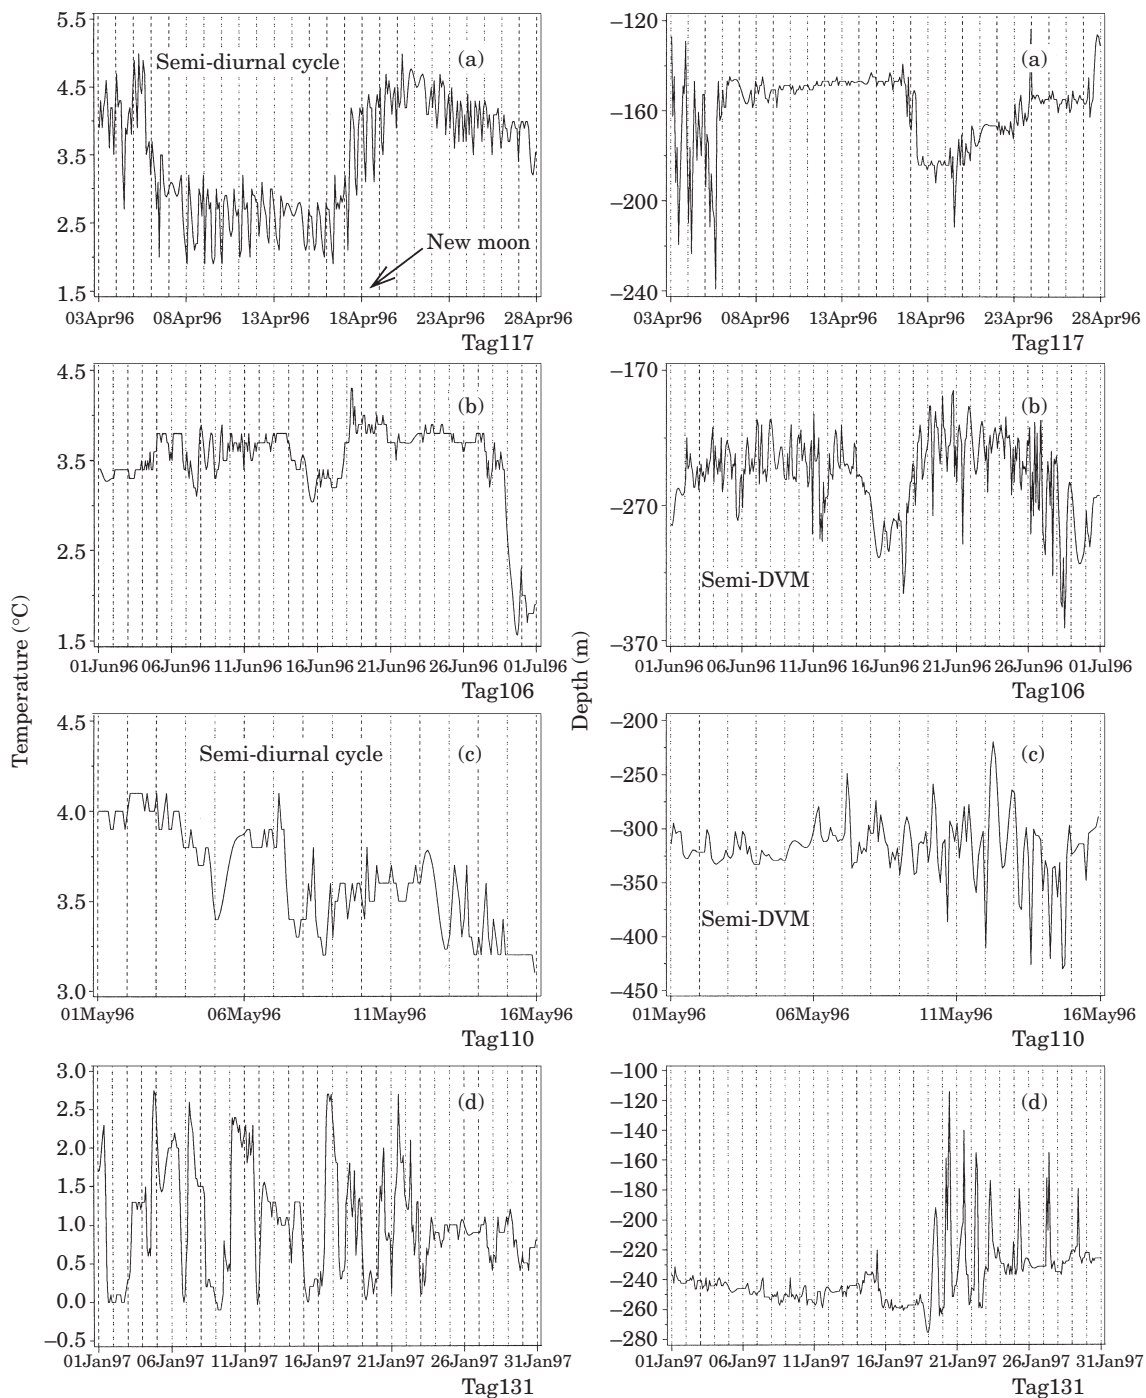 5.5
4.5
3.5
2.5
1.5
Semi-diurnal cycle
(a)
New moon
03Apr96 08Apr96 13Apr96 18Apr96 23Apr96 28Apr96
Tag117
−120
−160
−200
−240
(a)
03Apr96 08Apr96 13Apr96 18Apr96 23Apr96 28Apr96
Tag117
4.5
3.5
2.5
1.5
(b)
01Jun96 06Jun96 11Jun96 16Jun96 21Jun96 26Jun96 01Jul96
Tag106
−170
−270
−370
(b)
Semi-DVM
01Jun96 06Jun96 11Jun96 16Jun96 21Jun96 26Jun96 01Jul96
Tag106
Temperature (°C)
Depth (m)
4.5
4.0
3.5
3.0
Semi-diurnal cycle
(c)
01May96 06May96 11May96 16May96
Tag110
−200
−250
−300
−350
−400
−450
(c)
Semi-DVM
01May96 06May96 11May96 16May96
Tag110
3.0
2.5
2.0
1.5
1.0
0.5
0.0
−0.5
(d)
01Jan97 06Jan97 11Jan97 16Jan97 21Jan97 26Jan97 31Jan97
Tag131
−100
−120
−140
−160
−180
−200
−220
−240
−260
−280
(d)
01Jan97 06Jan97 11Jan97 16Jan97 21Jan97 26Jan97 31Jan97
Tag131